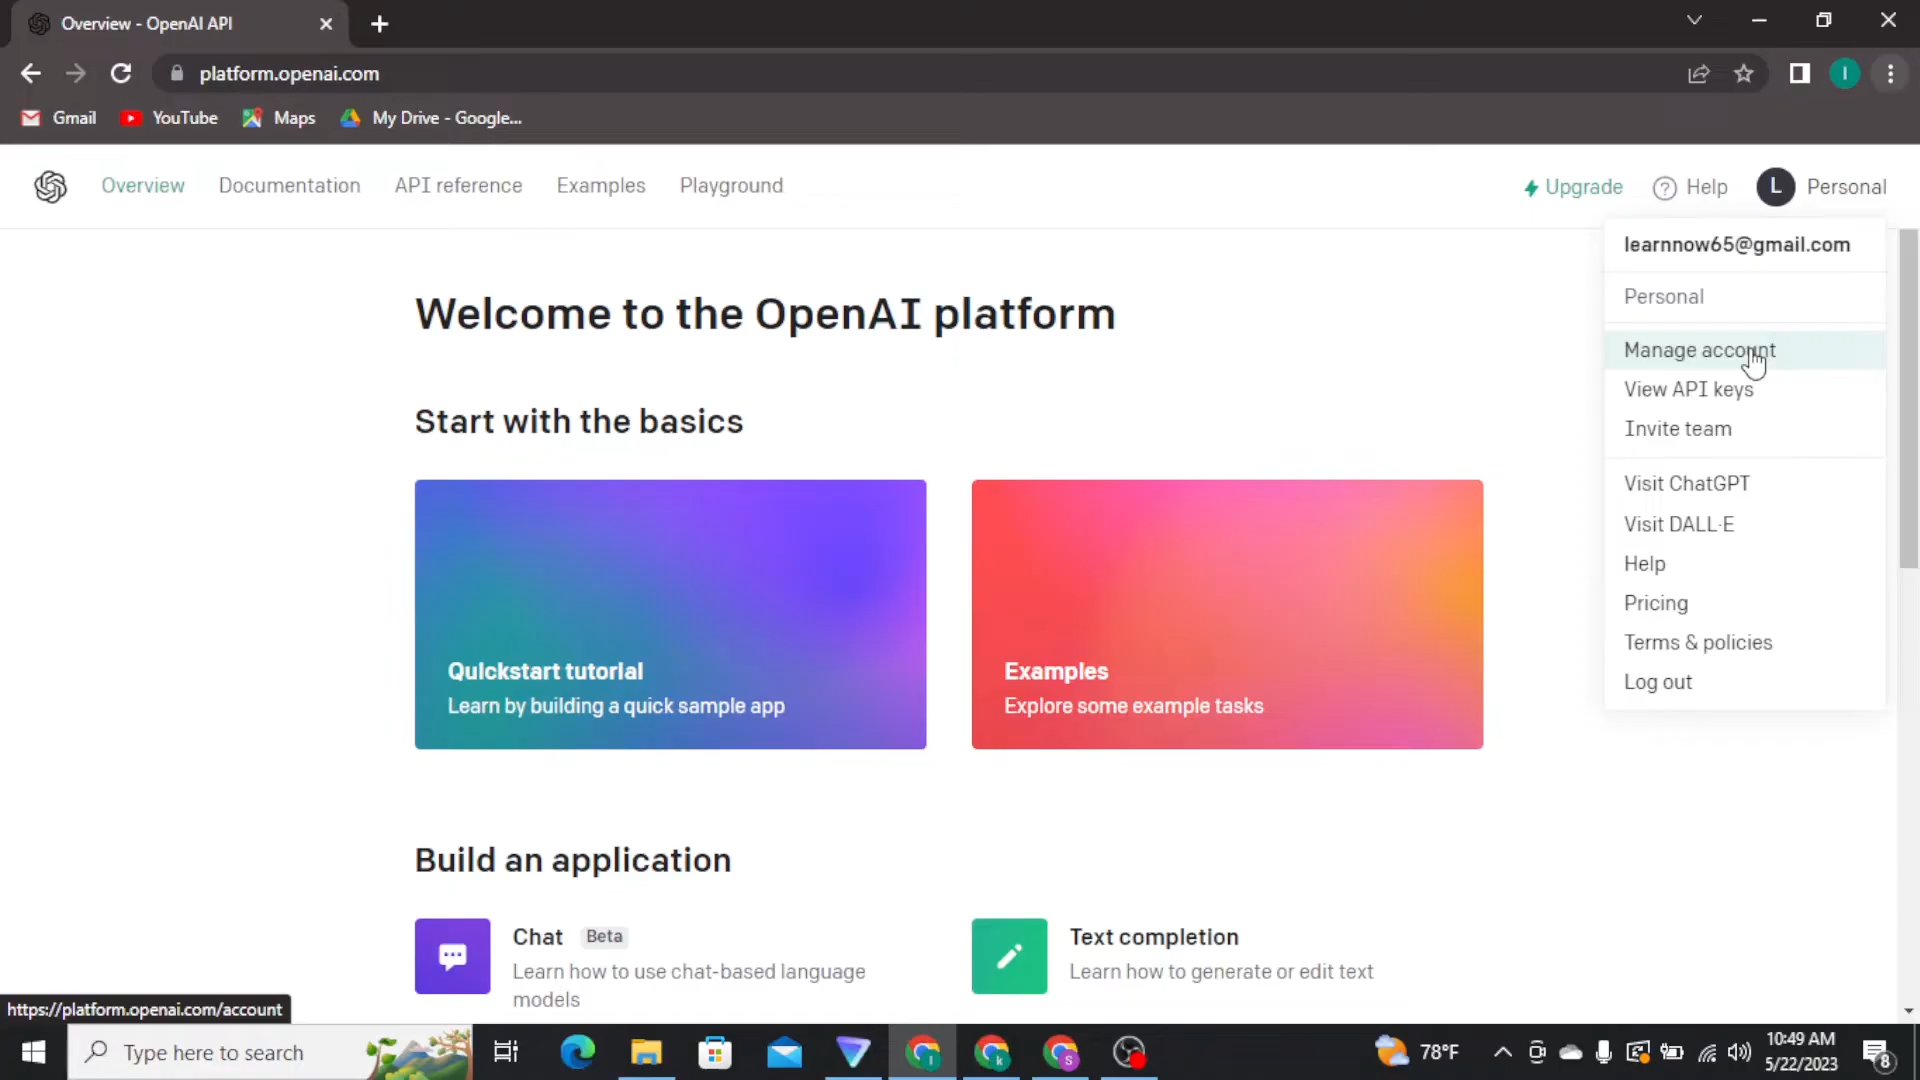 Overview - OpenAI API
platform.openai.com
I
Gmail
YouTube
Maps
My Drive - Google...
Overview
Documentation
API reference
Examples
Playground
Upgrade
Help
L
Personal
learnnow65@gmail.com
Personal
Manage account
View API keys
Invite team
Visit ChatGPT
Visit DALL·E
Help
Pricing
Terms & policies
Log out
Welcome to the OpenAI platform
Start with the basics
Quickstart tutorial
Learn by building a quick sample app
Examples
Explore some example tasks
Build an application
Chat Beta
Learn how to use chat-based language
models
Text completion
Learn how to generate or edit text
https://platform.openai.com/account
Type here to search
I
k
S
78°F
10:49 AM
5/22/2023
8